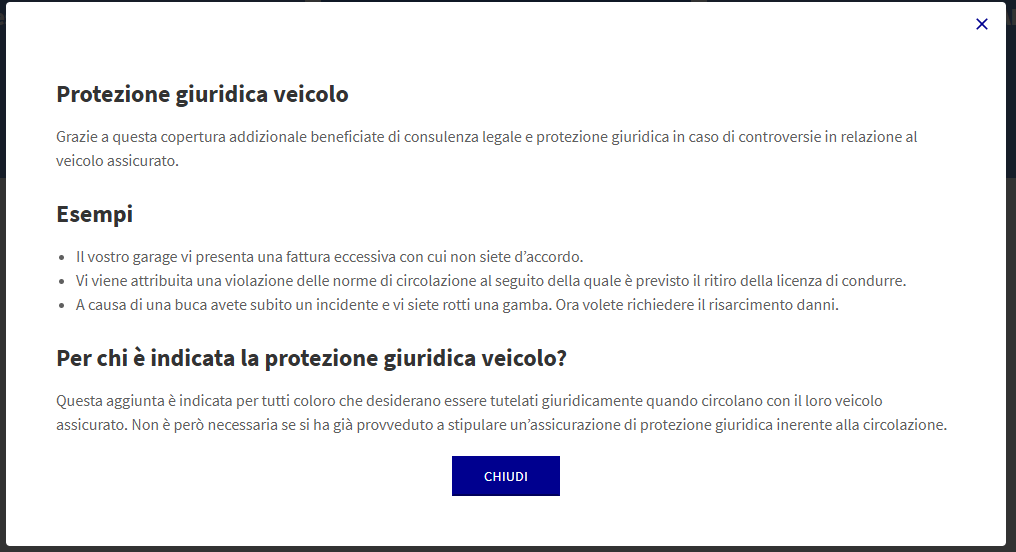 Protezione giuridica veicolo
Grazie a questa copertura addizionale beneficiate di consulenza legale e protezione giuridica in caso di controversie in relazione al
veicolo assicurato.
Esempi
• Il vostro garage vi presenta una fattura eccessiva con cui non siete d’accordo.
• Vi viene attribuita una violazione delle norme di circolazione al seguito della quale è previsto il ritiro della licenza di condurre.
• A causa di una buca avete subito un incidente e vi siete rotti una gamba. Ora volete richiedere il risarcimento danni.
Per chi è indicata la protezione giuridica veicolo?
Questa aggiunta è indicata per tutti coloro che desiderano essere tutelati giuridicamente quando circolano con il loro veicolo
assicurato. Non è però necessaria se si ha già provveduto a stipulare un’assicurazione di protezione giuridica inerente alla circolazione.
CHIUDI